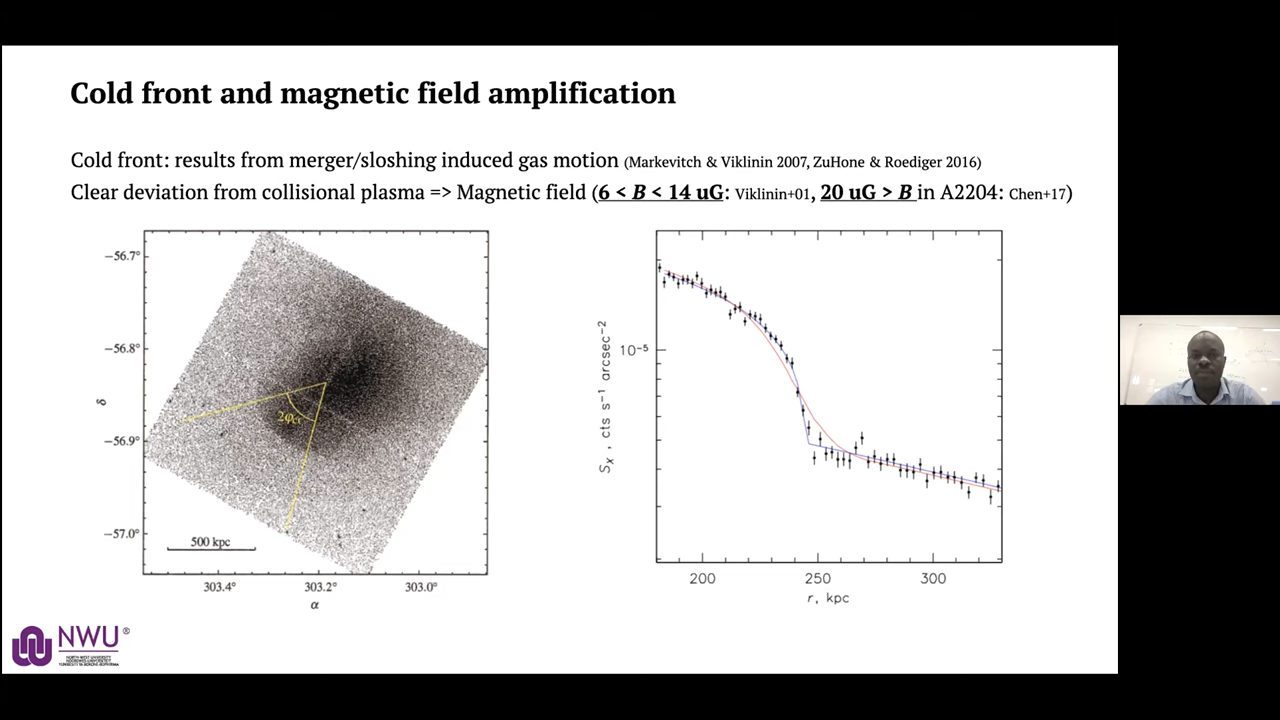 Cold front and magnetic field amplification
Cold front: results from merger/sloshing induced gas motion (Markevitch & Viklinin 2007, ZuHone & Roediger 2016)
Clear deviation from collisional plasma => Magnetic field (6 < B < 14 uG: Viklinin+01, 20 uG > B in A2204: Chen+17)
−56.7°
−56.8°
−56.9°
−57.0°
δ
2φcr
500 kpc
303.4°
303.2°
303.0°
α
10−5
SX , cts s−1 arcsec−2
200
250
300
r, kpc
NWU®